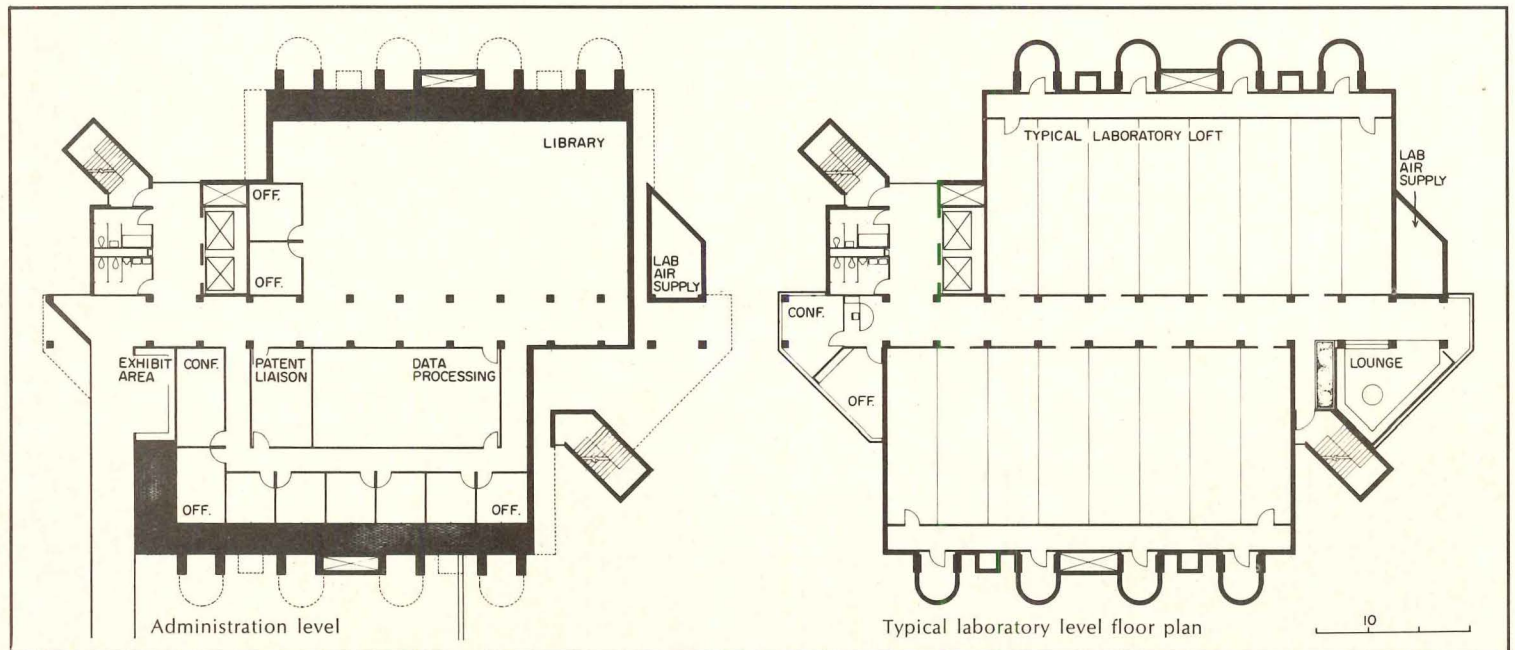 LIBRARY
OFF.
OFF.
LAB
AIR
SUPPLY
EXHIBIT
AREA
CONF.
PATENT
LIAISON
DATA
PROCESSING
OFF.
OFF.
Administration level
TYPICAL LABORATORY LOFT
LAB
AIR
SUPPLY
CONF.
OFF.
LOUNGE
Typical laboratory level floor plan
10